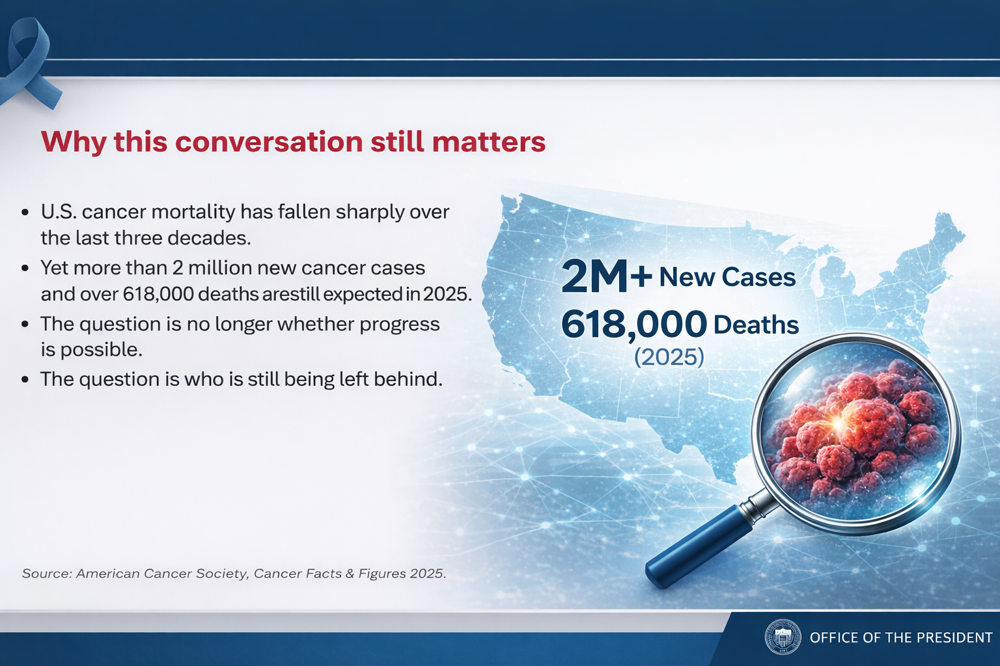 Why this conversation still matters
• U.S. cancer mortality has fallen sharply over
the last three decades.
• Yet more than 2 million new cancer cases
and over 618,000 deaths arestill expected in 2025.
• The question is no longer whether progress
is possible.
• The question is who is still being left behind.
2M+ New Cases
618,000 Deaths
(2025)
Source: American Cancer Society, Cancer Facts & Figures 2025.
OFFICE OF THE PRESIDENT